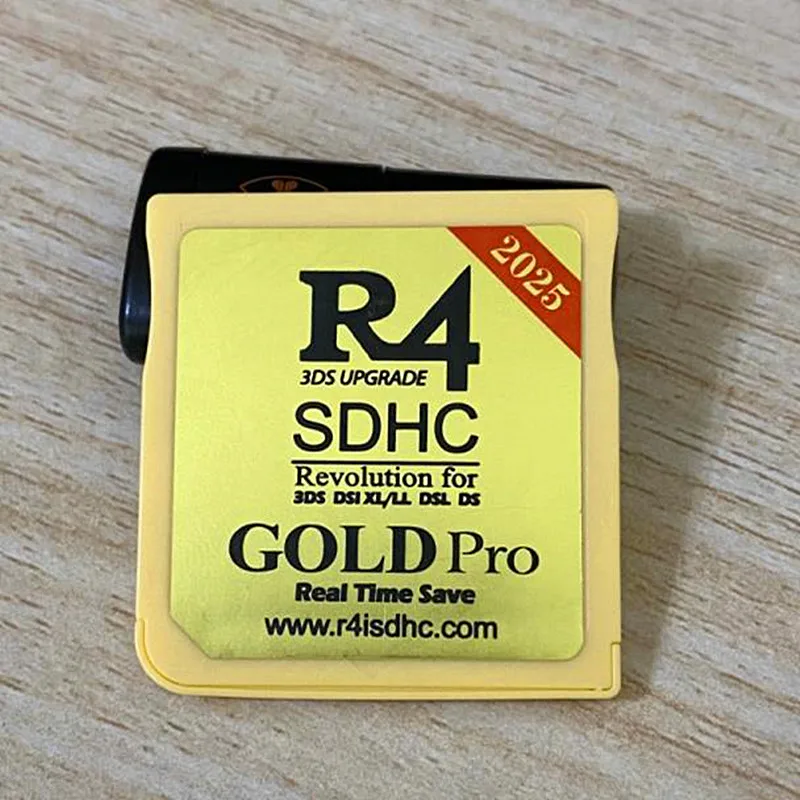 2025
R4
3DS UPGRADE
SDHC
Revolution for
3DS DSI XL/LL DSL DS
GOLD Pro
Real Time Save
www.r4isdhc.com